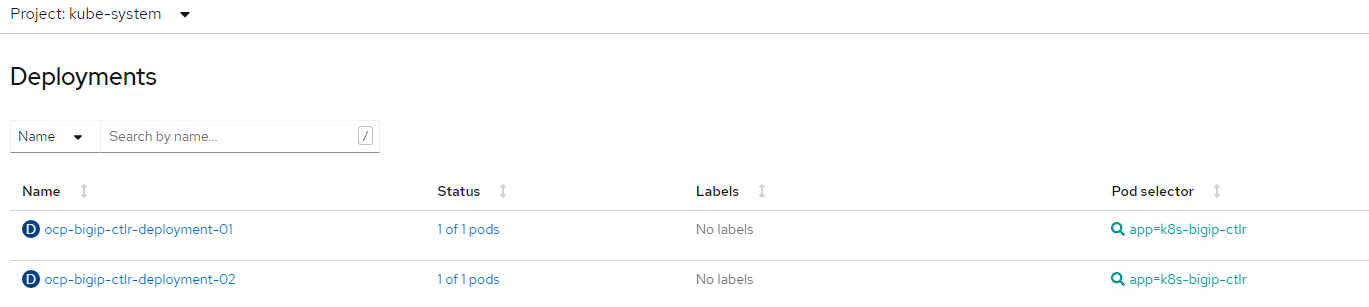 Project: kube-system
Deployments
Name Search by name... /
Name Status Labels Pod selector
D ocp-bigip-ctlr-deployment-01 1 of 1 pods No labels app=k8s-bigip-ctlr
D ocp-bigip-ctlr-deployment-02 1 of 1 pods No labels app=k8s-bigip-ctlr